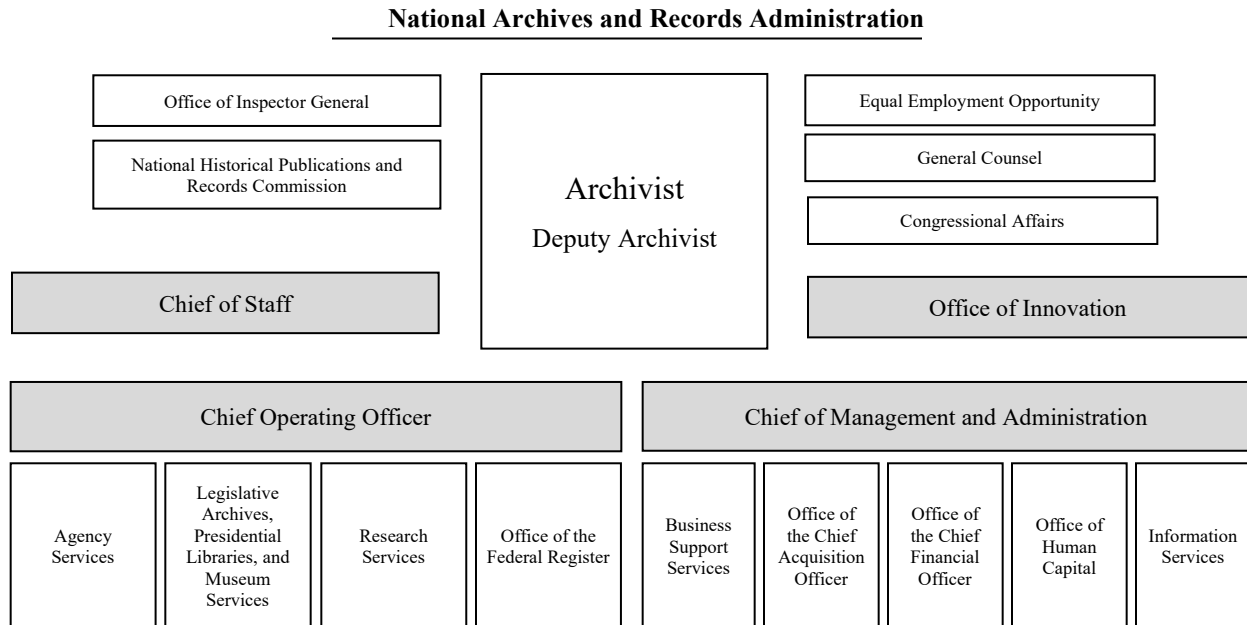 National Archives and Records Administration
Office of Inspector General
National Historical Publications and
Records Commission
Archivist
Deputy Archivist
Equal Employment Opportunity
General Counsel
Congressional Affairs
Chief of Staff
Office of Innovation
Chief Operating Officer
Chief of Management and Administration
Agency
Services
Legislative
Archives,
Presidential
Libraries, and
Museum
Services
Research
Services
Office of the
Federal Register
Business
Support
Services
Office of
the Chief
Acquisition
Officer
Office of
the Chief
Financial
Officer
Office of
Human
Capital
Information
Services